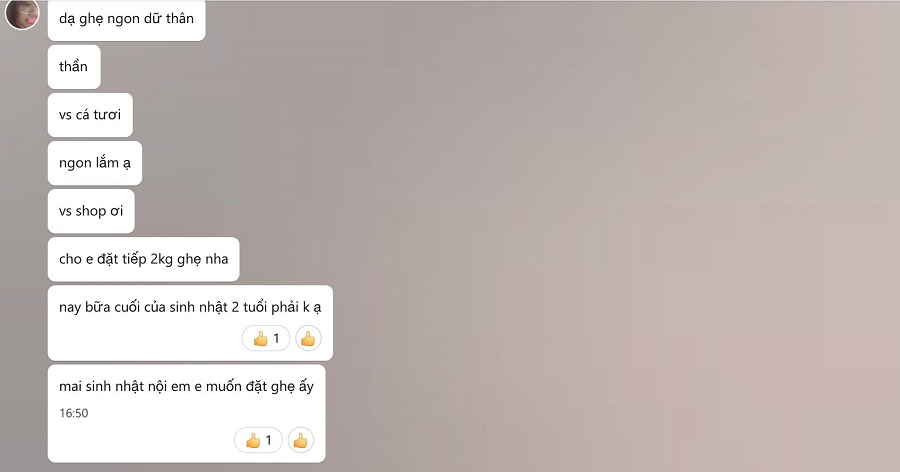 dạ ghẹ ngon dữ thân
thần
vs cá tươi
ngon lắm ạ
vs shop ơi
cho e đặt tiếp 2kg ghẹ nha
nay bữa cuối của sinh nhật 2 tuổi phải k ạ
1
mai sinh nhật nội em e muốn đặt ghẹ ấy
16:50
1